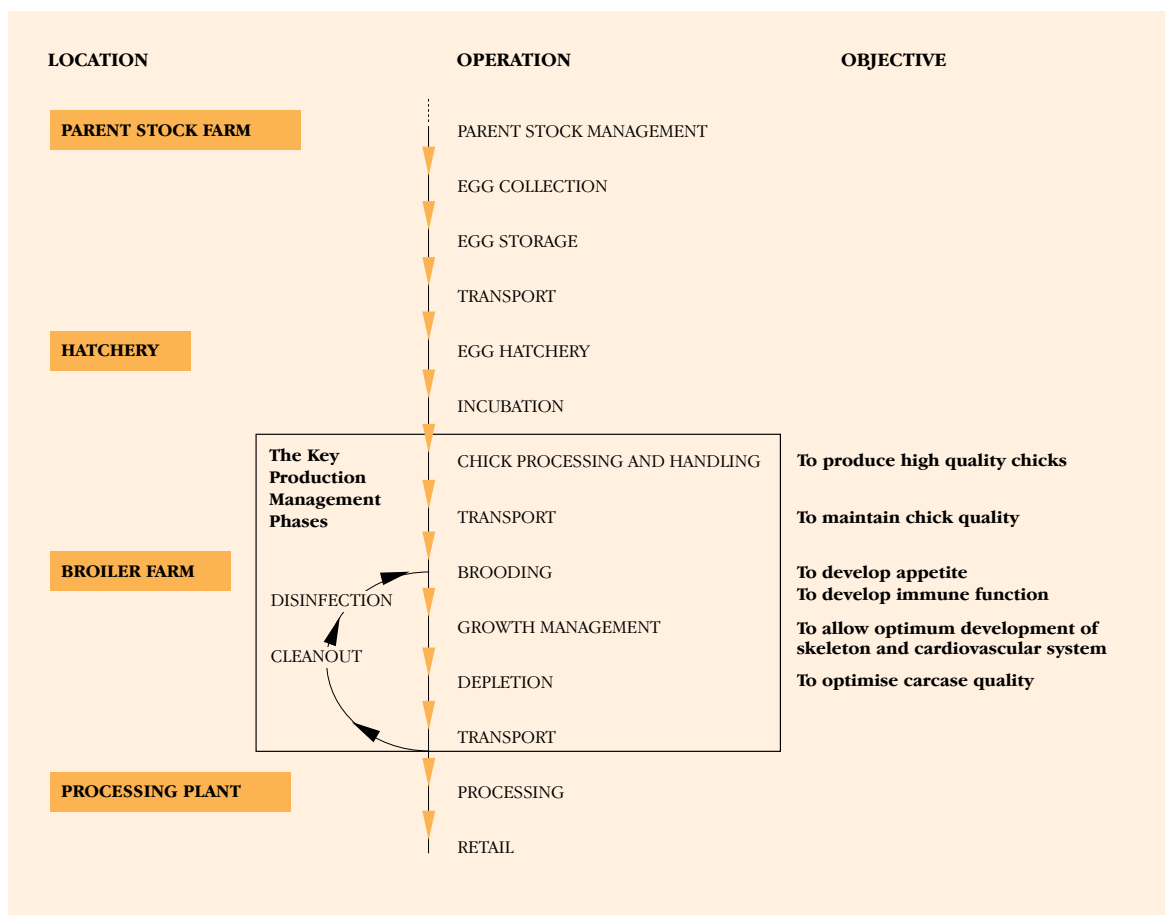 LOCATION OPERATION OBJECTIVE
PARENT STOCK FARM PARENT STOCK MANAGEMENT
EGG COLLECTION
EGG STORAGE
TRANSPORT
HATCHERY EGG HATCHERY
INCUBATION
The Key
Production
Management
Phases
CHICK PROCESSING AND HANDLING To produce high quality chicks
TRANSPORT To maintain chick quality
BROILER FARM BROODING To develop appetite
To develop immune function
DISINFECTION
GROWTH MANAGEMENT To allow optimum development of
skeleton and cardiovascular system
CLEANOUT
DEPLETION To optimise carcase quality
TRANSPORT
PROCESSING PLANT PROCESSING
RETAIL